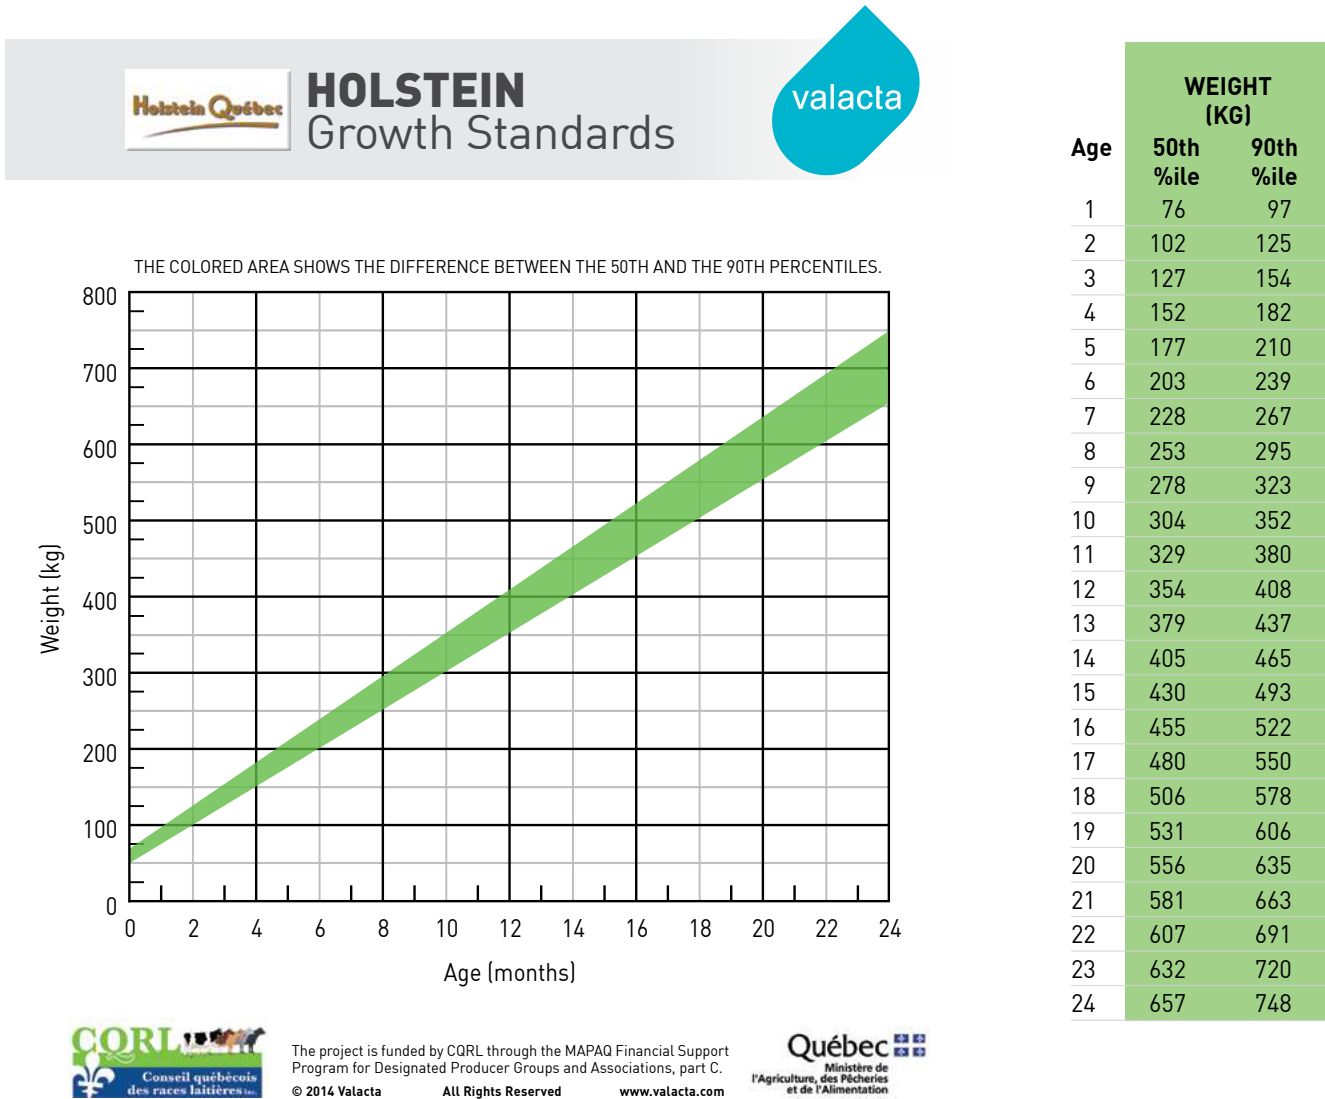 Holstein Québec
HOLSTEIN
Growth Standards
valacta
THE COLORED AREA SHOWS THE DIFFERENCE BETWEEN THE 50TH AND THE 90TH PERCENTILES.
800
700
600
500
400
300
200
100
0
Weight (kg)
0 2 4 6 8 10 12 14 16 18 20 22 24
Age (months)
WEIGHT
(KG)
Age 50th 90th
%ile %ile
1 76 97
2 102 125
3 127 154
4 152 182
5 177 210
6 203 239
7 228 267
8 253 295
9 278 323
10 304 352
11 329 380
12 354 408
13 379 437
14 405 465
15 430 493
16 455 522
17 480 550
18 506 578
19 531 606
20 556 635
21 581 663
22 607 691
23 632 720
24 657 748
CQRL
Conseil québécois
des races laitières inc.
The project is funded by CQRL through the MAPAQ Financial Support
Program for Designated Producer Groups and Associations, part C.
© 2014 Valacta All Rights Reserved www.valacta.com
Québec
Ministère de
l'Agriculture, des Pêcheries
et de l'Alimentation